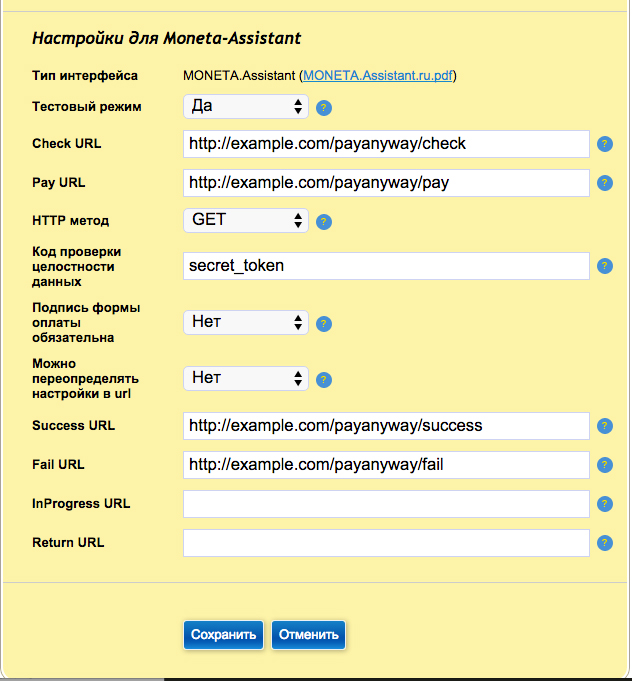 Настройки для Moneta-Assistant
Тип интерфейса MONETA.Assistant (MONETA.Assistant.ru.pdf)
Тестовый режим Да ?
Check URL http://example.com/payanyway/check ?
Pay URL http://example.com/payanyway/pay ?
HTTP метод GET ?
Код проверки
целостности
данных secret_token ?
Подпись формы
оплаты
обязательна Нет ?
Можно
переопределять
настройки в url Нет ?
Success URL http://example.com/payanyway/success ?
Fail URL http://example.com/payanyway/fail ?
InProgress URL ?
Return URL ?
Сохранить Отменить